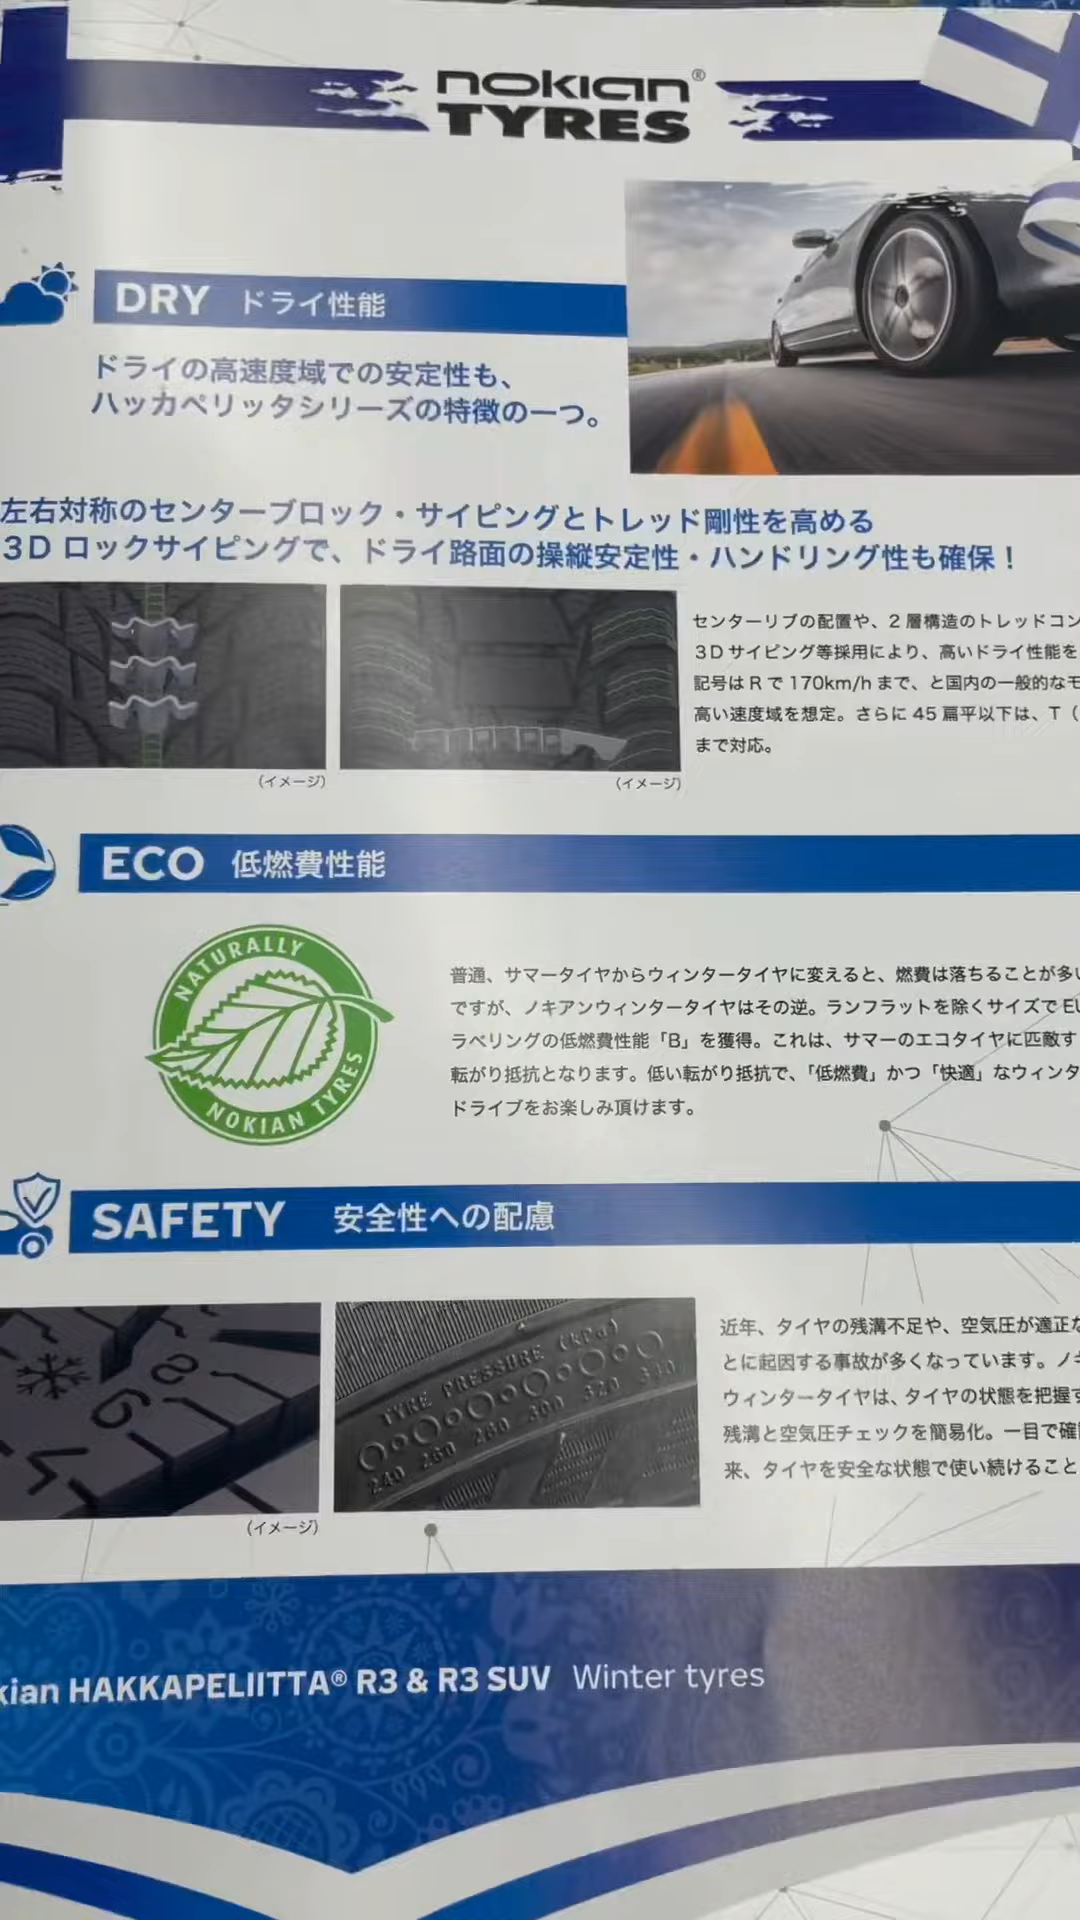 nokian®
TYRES
DRY ドライ性能
ドライの高速度域での安定性も、
ハッカペリッタシリーズの特徴の一つ。
左右対称のセンターブロック・サイピングとトレッド剛性を高める
3D ロックサイピングで、ドライ路面の操縦安定性・ハンドリング性も確保！
(イメージ)
(イメージ)
センターリブの配置や、2 層構造のトレッドコン
3D サイピング等採用により、高いドライ性能を
記号は R で 170km/h まで、と国内の一般的なモ
高い速度域を想定。さらに 45 扁平以下は、T（
まで対応。
ECO 低燃費性能
NATURALLY
NOKIAN TYRES
普通、サマータイヤからウィンタータイヤに変えると、燃費は落ちることが多い
ですが、ノキアンウィンタータイヤはその逆。ランフラットを除くサイズで EU
ラベリングの低燃費性能「B」を獲得。これは、サマーのエコタイヤに匹敵す
転がり抵抗となります。低い転がり抵抗で、「低燃費」かつ「快適」なウィンタ
ドライブをお楽しみ頂けます。
SAFETY 安全性への配慮
8
6
4
TYRE PRESSURE (kPa)
240 260 280 300 320 340
(イメージ)
近年、タイヤの残溝不足や、空気圧が適正な
とに起因する事故が多くなっています。ノキ
ウィンタータイヤは、タイヤの状態を把握す
残溝と空気圧チェックを簡易化。一目で確
来、タイヤを安全な状態で使い続けること
kian HAKKAPELIITTA® R3 & R3 SUV Winter tyres